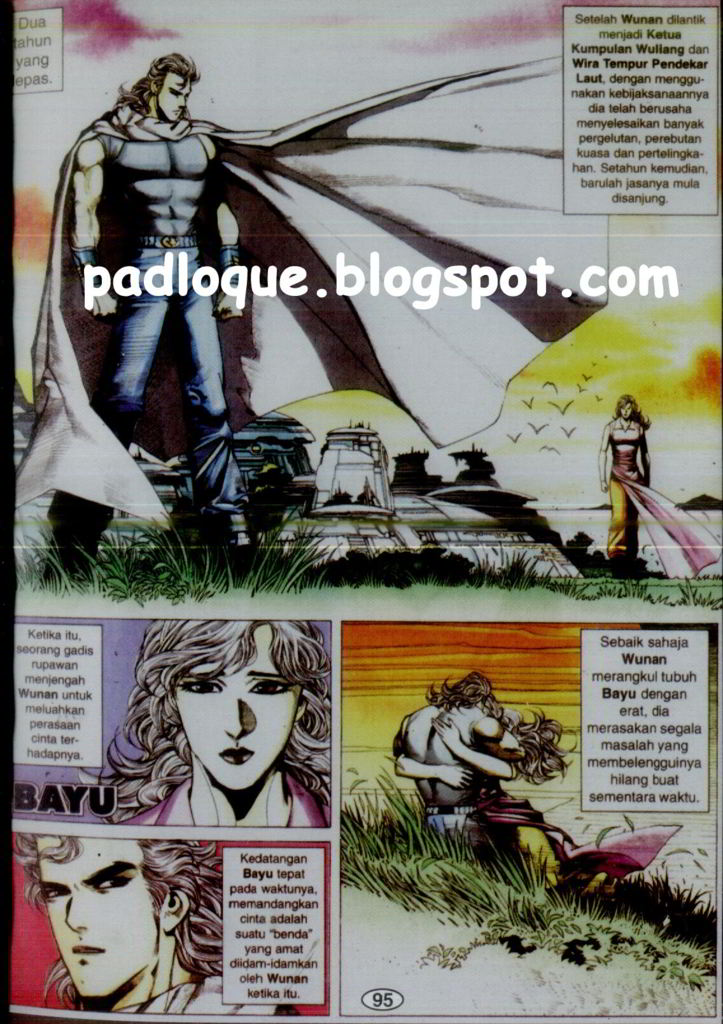 Dua
tahun
yang
lepas.
Setelah Wunan dilantik
menjadi Ketua
Kumpulan Wuliang dan
Wira Tempur Pendekar
Laut, dengan menggu-
nakan kebijaksanaannya
dia telah berusaha
menyelesaikan banyak
pergelutan, perebutan
kuasa dan pertelingka-
han. Setahun kemudian,
barulah jasanya mula
disanjung.
padloque.blogspot.com
Ketika itu,
seorang gadis
rupawan
menjengah
Wunan untuk
meluahkan
perasaan
cinta ter-
hadapnya.
BAYU
Sebaik sahaja
Wunan
merangkul tubuh
Bayu dengan
erat, dia
merasakan segala
masalah yang
membelengguinya
hilang buat
sementara waktu.
Kedatangan
Bayu tepat
pada waktunya,
memandangkan
cinta adalah
suatu "benda"
yang amat
diidam-idamkan
oleh Wunan
ketika itu.
95